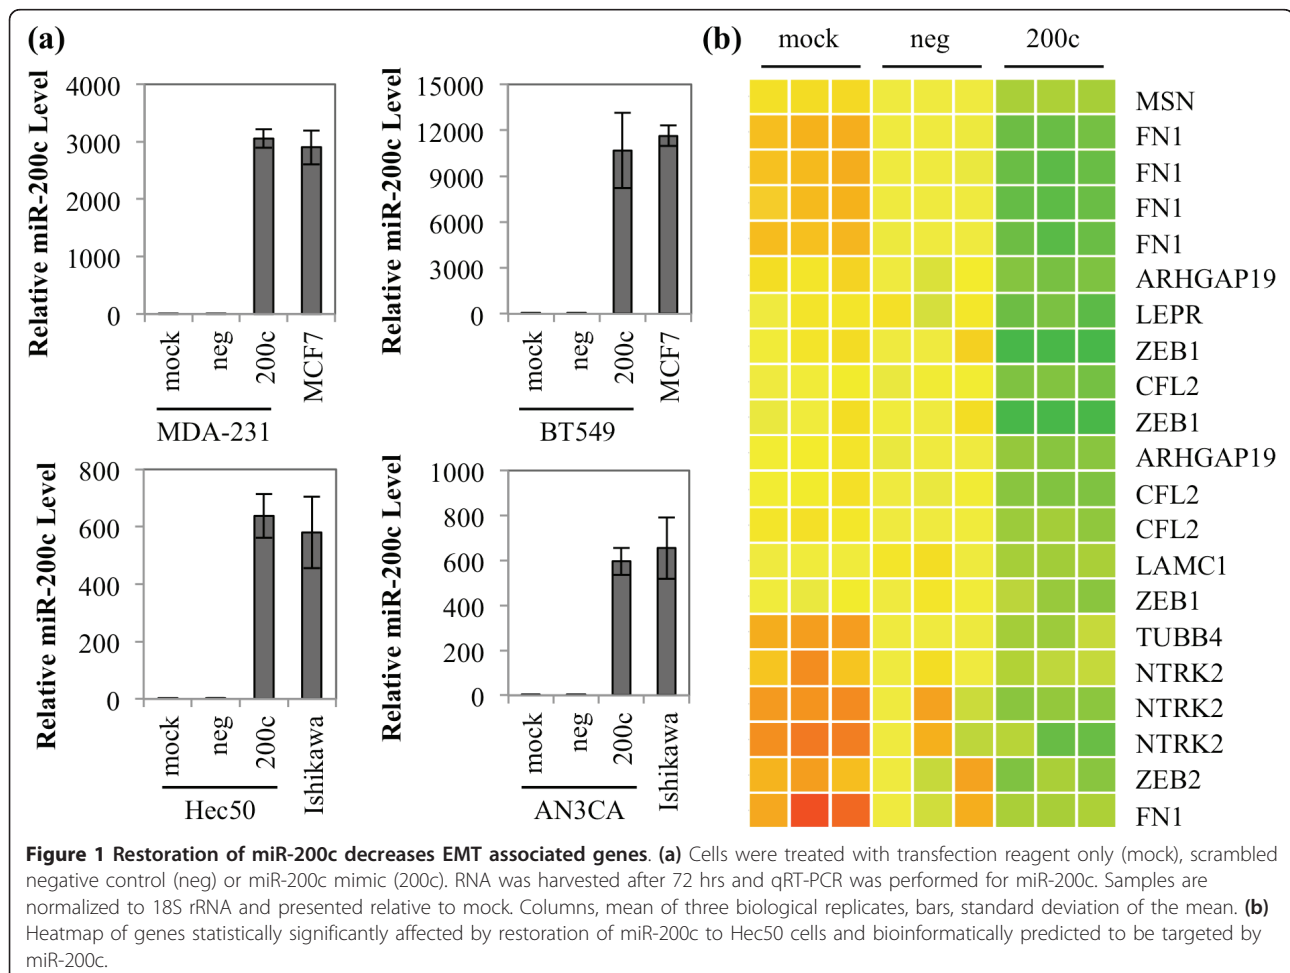 (a)
Relative miR-200c Level
4000
3000
2000
1000
0
mock
neg
200c
MCF7
MDA-231
Relative miR-200c Level
15000
12000
9000
6000
3000
0
mock
neg
200c
MCF7
BT549
Relative miR-200c Level
800
600
400
200
0
mock
neg
200c
Ishikawa
Hec50
Relative miR-200c Level
1000
800
600
400
200
0
mock
neg
200c
Ishikawa
AN3CA
(b)
mock neg 200c
MSN
FN1
FN1
FN1
FN1
ARHGAP19
LEPR
ZEB1
CFL2
ZEB1
ARHGAP19
CFL2
CFL2
LAMC1
ZEB1
TUBB4
NTRK2
NTRK2
NTRK2
ZEB2
FN1
Figure 1 Restoration of miR-200c decreases EMT associated genes. (a) Cells were treated with transfection reagent only (mock), scrambled
negative control (neg) or miR-200c mimic (200c). RNA was harvested after 72 hrs and qRT-PCR was performed for miR-200c. Samples are
normalized to 18S rRNA and presented relative to mock. Columns, mean of three biological replicates, bars, standard deviation of the mean. (b)
Heatmap of genes statistically significantly affected by restoration of miR-200c to Hec50 cells and bioinformatically predicted to be targeted by
miR-200c.